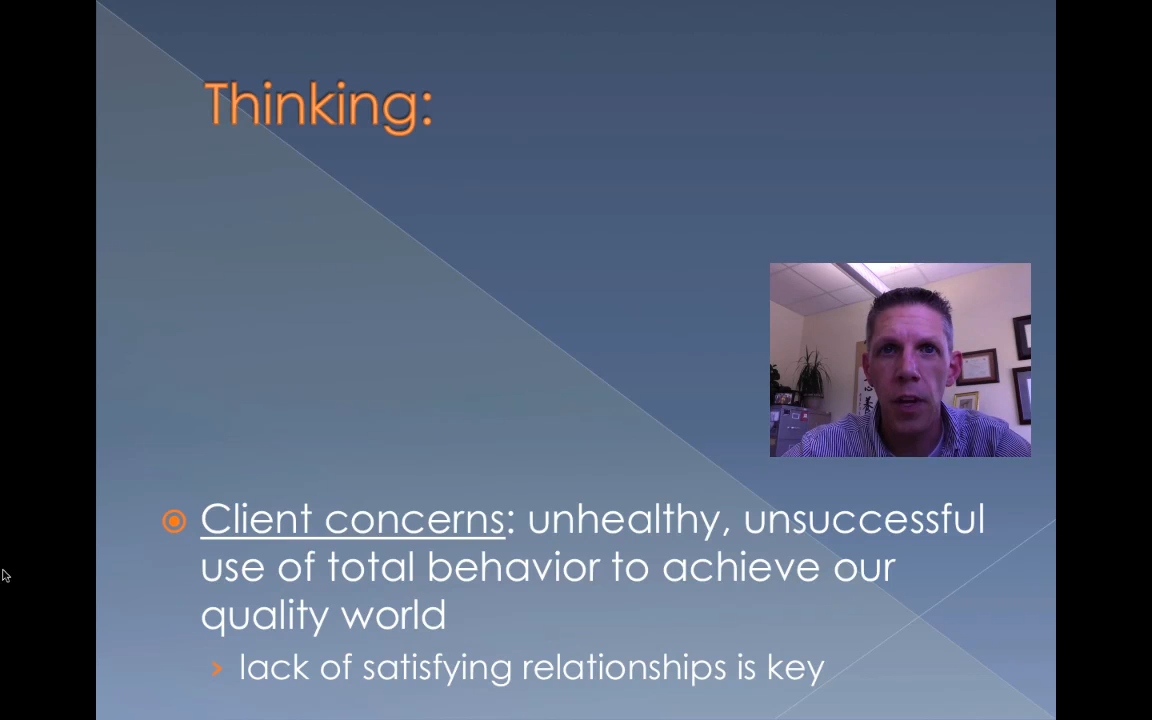 Thinking:
Client concerns: unhealthy, unsuccessful
use of total behavior to achieve our
quality world
lack of satisfying relationships is key